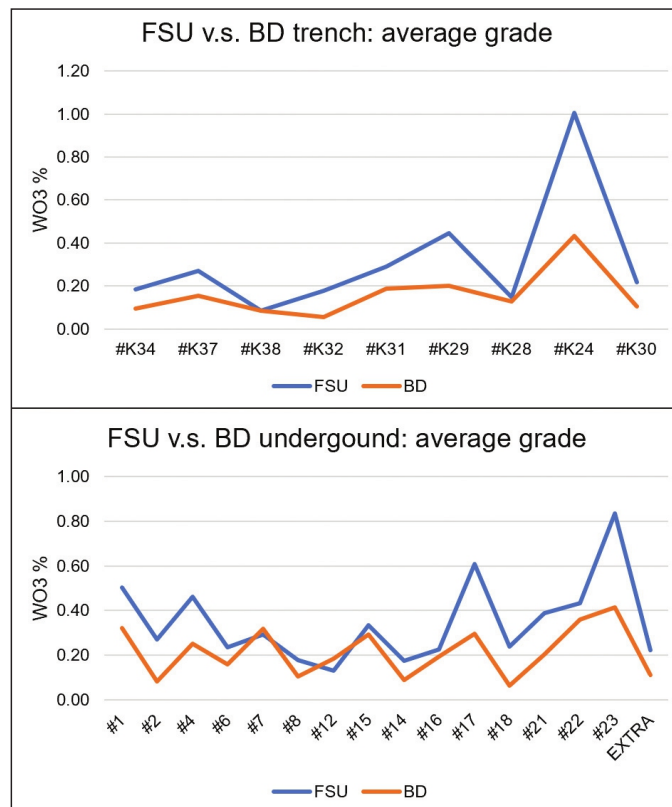 FSU v.s. BD trench: average grade
1.20
1.00
0.80
0.60
0.40
0.20
0.00
WO3 %
#K34 #K37 #K38 #K32 #K31 #K29 #K28 #K24 #K30
FSU BD
FSU v.s. BD undergound: average grade
1.00
0.80
0.60
0.40
0.20
0.00
WO3 %
#1 #2 #4 #6 #7 #8 #12 #15 #14 #16 #17 #18 #21 #22 #23 EXTRA
FSU BD